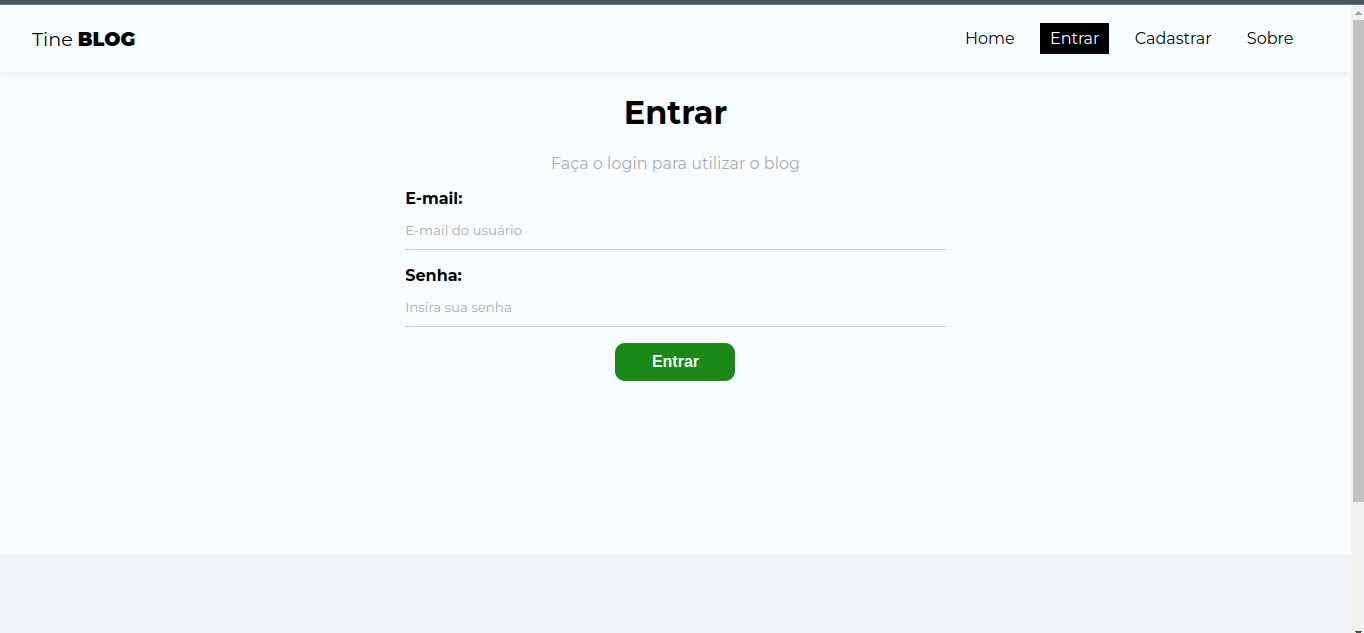 Tine BLOG
Home Entrar Cadastrar Sobre
Entrar
Faça o login para utilizar o blog
E-mail:
E-mail do usuário
Senha:
Insira sua senha
Entrar